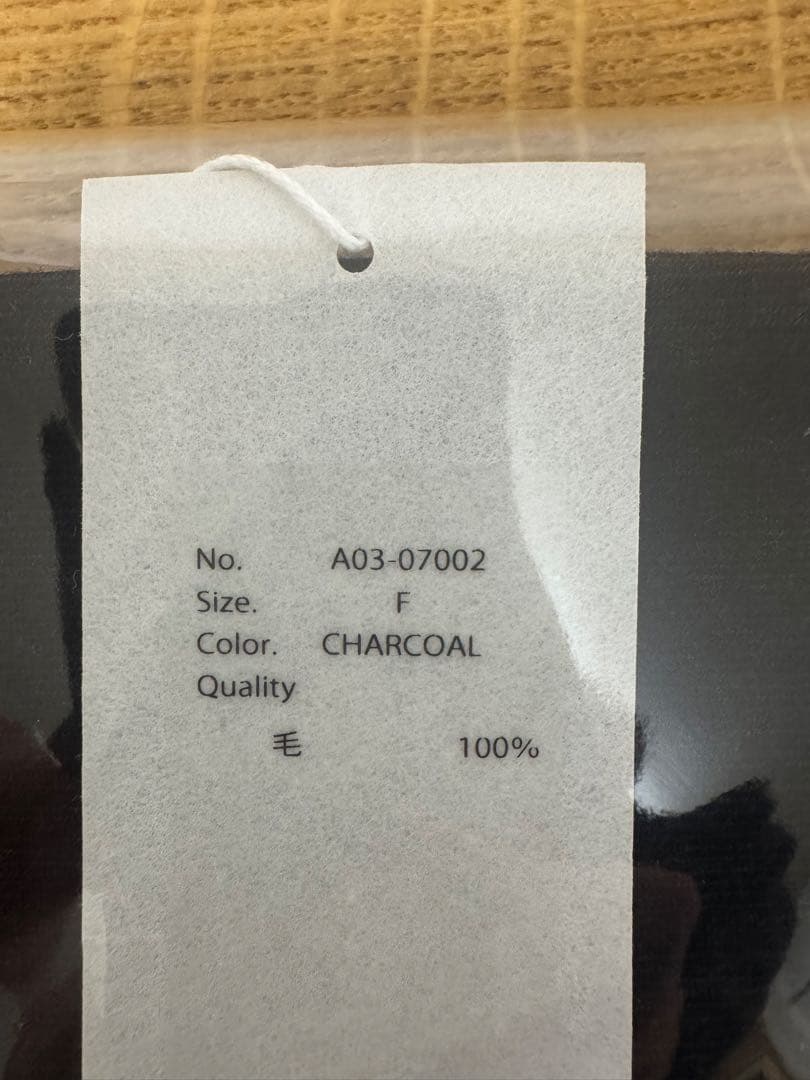 No. A03-07002
Size. F
Color. CHARCOAL
Quality
毛 100%